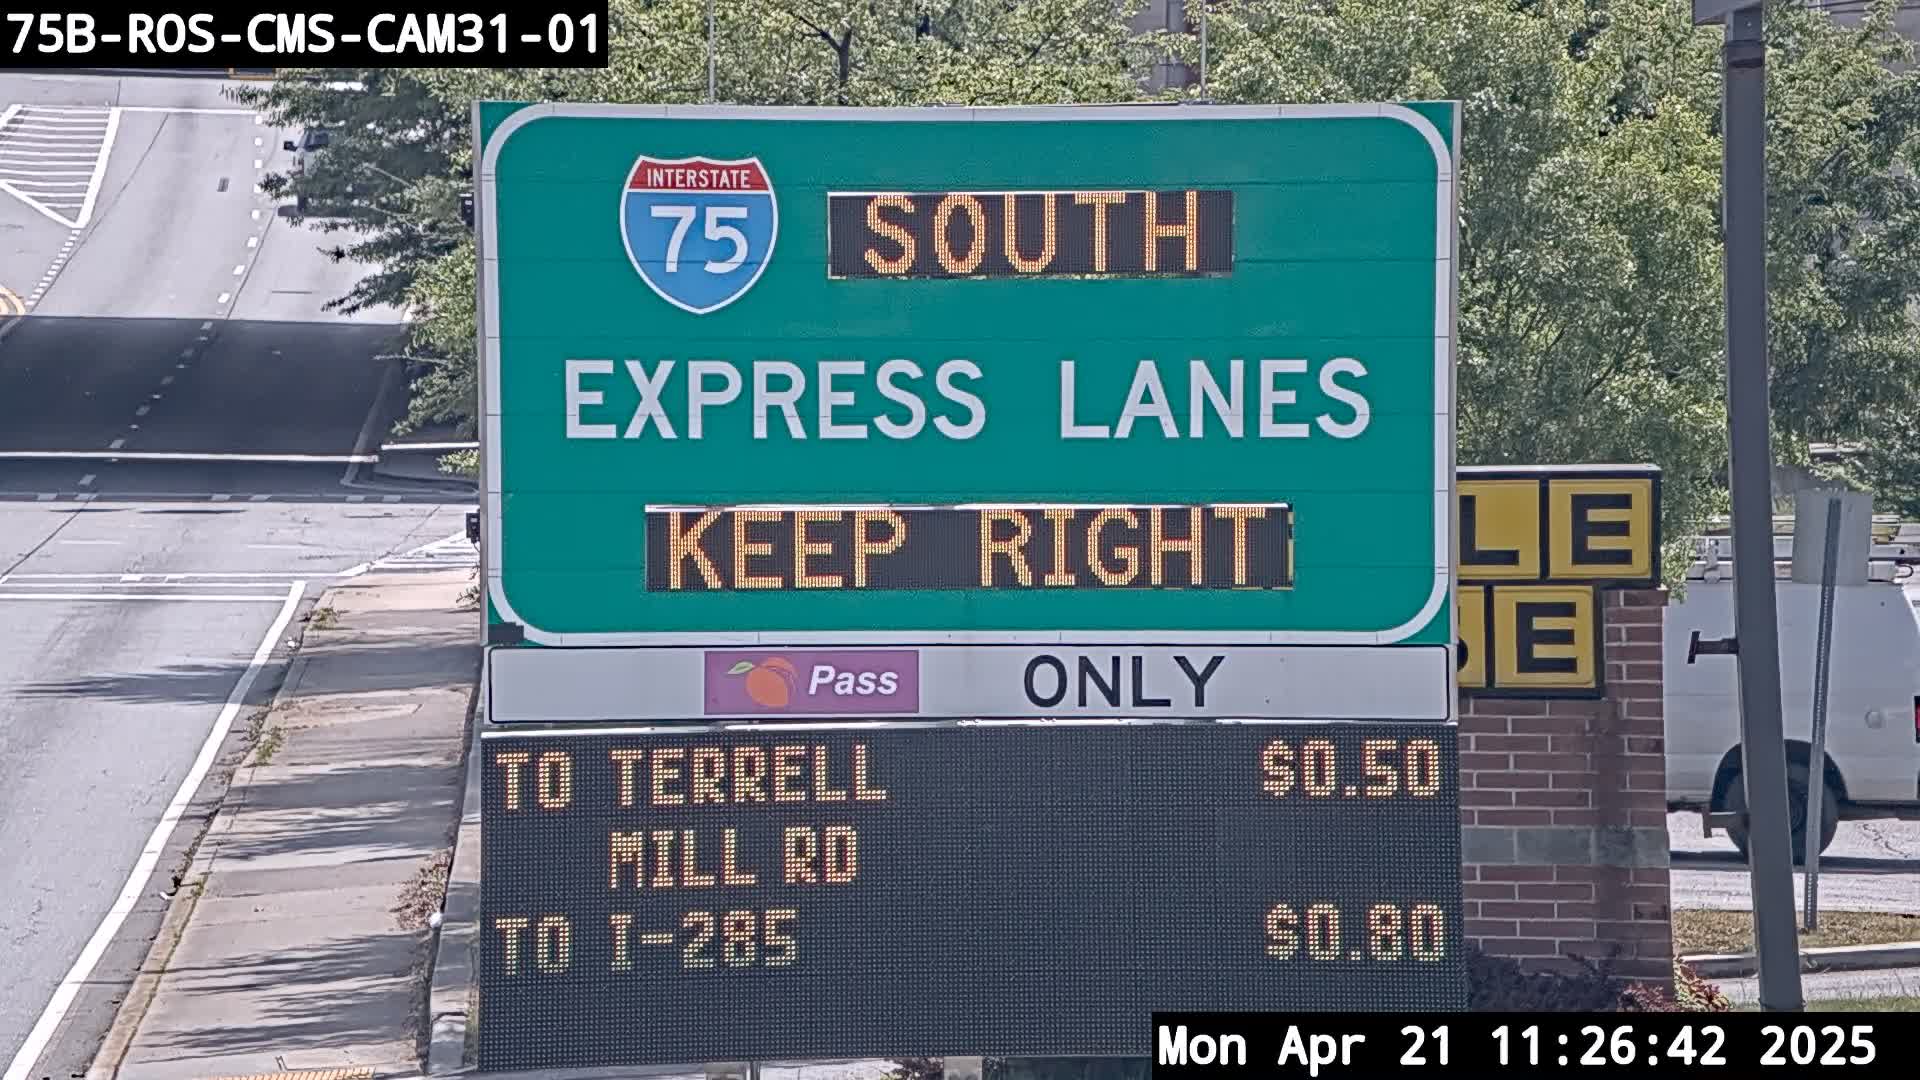 75B-ROS-CMS-CAM31-01
INTERSTATE
75
SOUTH
EXPRESS LANES
KEEP RIGHT
LE
E
Pass ONLY
TO TERRELL $0.50
MILL RD
TO I-285 $0.80
Mon Apr 21 11:26:42 2025